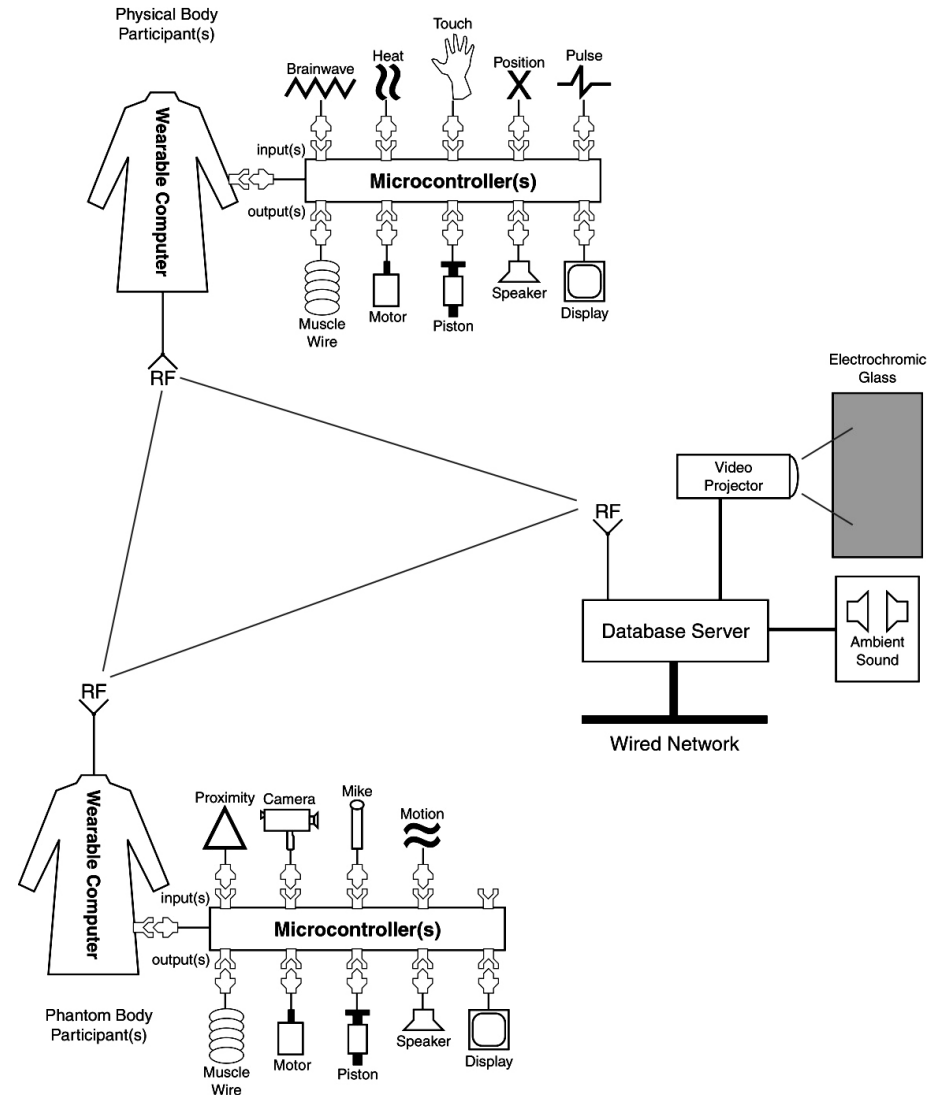 Physical Body
Participant(s)
Wearable Computer
Brainwave
Heat
Touch
Position
Pulse
input(s)
Microcontroller(s)
output(s)
Muscle
Wire
Motor
Piston
Speaker
Display
RF
Electrochromic
Glass
Video
Projector
RF
Database Server
Ambient
Sound
Wired Network
RF
Wearable Computer
Proximity
Camera
Mike
Motion
input(s)
Microcontroller(s)
output(s)
Phantom Body
Participant(s)
Muscle
Wire
Motor
Piston
Speaker
Display